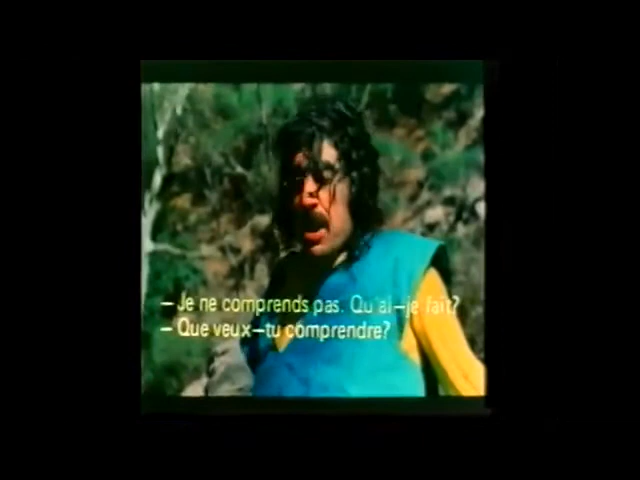 – Je ne comprends pas. Qu'ai–je fait?
– Que veux–tu comprendre?